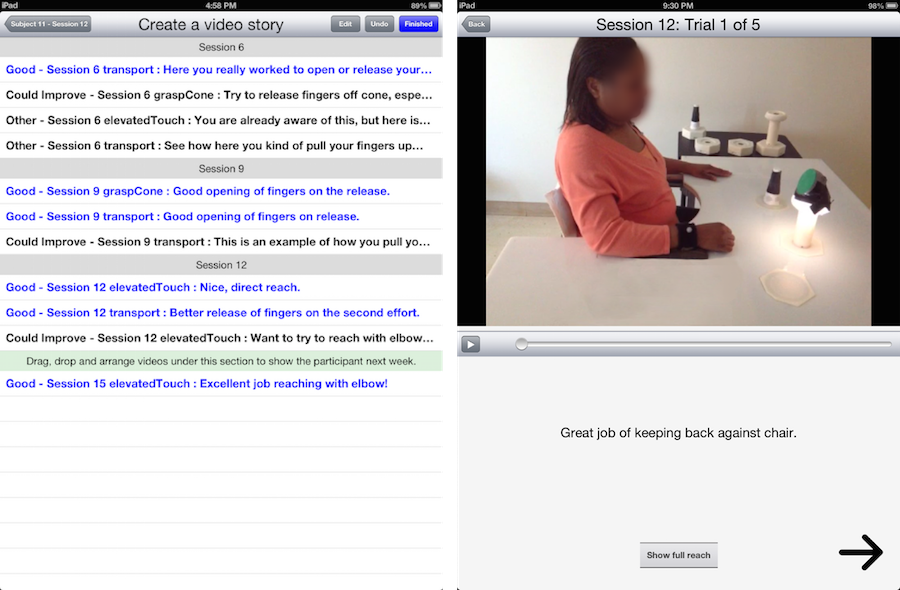 iPad 4:58 PM 89%
Subject 11 - Session 12 Create a video story Edit Undo Finished
Session 6
Good - Session 6 transport : Here you really worked to open or release your…
Could Improve - Session 6 graspCone : Try to release fingers off cone, espe…
Other - Session 6 elevatedTouch : You are already aware of this, but here is…
Other - Session 6 transport : See how here you kind of pull your fingers up…
Session 9
Good - Session 9 graspCone : Good opening of fingers on the release.
Good - Session 9 transport : Good opening of fingers on release.
Could Improve - Session 9 transport : This is an example of how you pull yo…
Session 12
Good - Session 12 elevatedTouch : Nice, direct reach.
Good - Session 12 transport : Better release of fingers on the second effort.
Could Improve - Session 12 elevatedTouch : Want to try to reach with elbow…
Drag, drop and arrange videos under this section to show the participant next week.
Good - Session 15 elevatedTouch : Excellent job reaching with elbow!
iPad 9:30 PM 98%
Back Session 12: Trial 1 of 5
Great job of keeping back against chair.
Show full reach